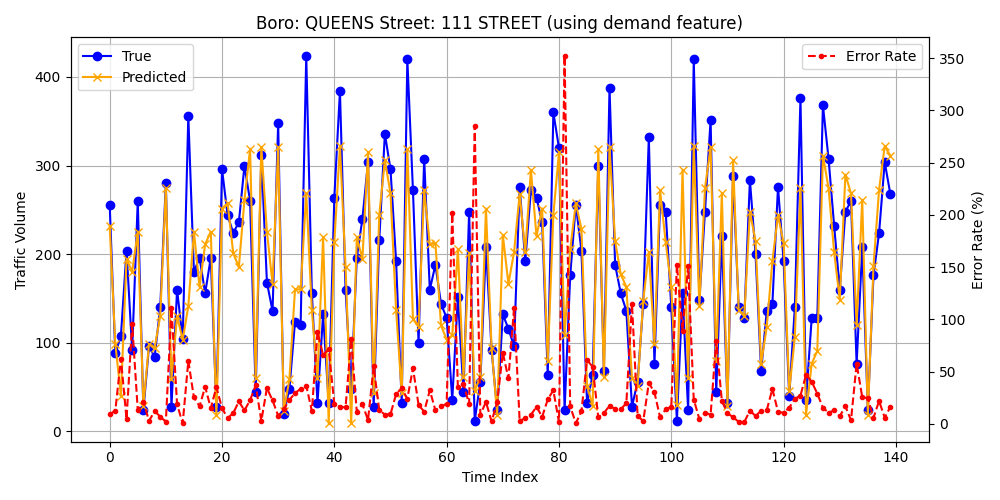 Boro: QUEENS Street: 111 STREET (using demand feature)
True
Predicted
Error Rate
Traffic Volume
400
300
200
100
0
350
300
250
200
150
100
50
0
Error Rate (%)
0 20 40 60 80 100 120 140
Time Index